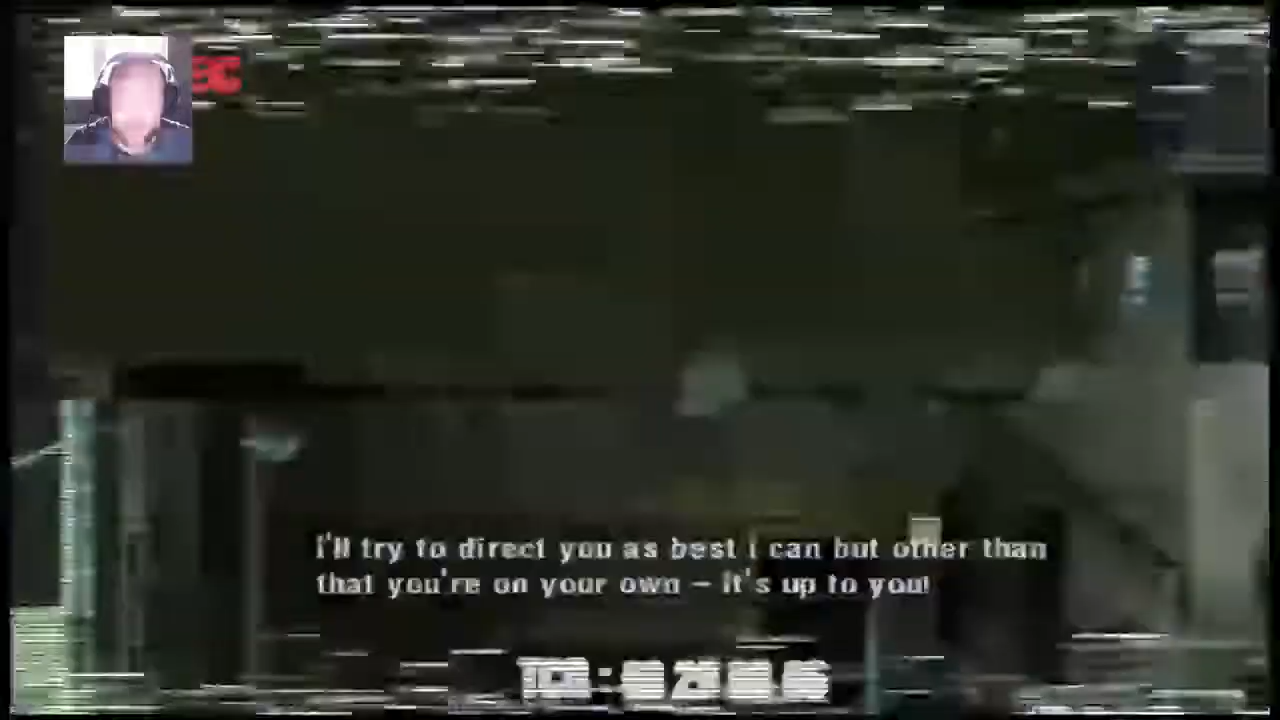 EC
I'll try to direct you as best I can but other than
that you're on your own – it's up to you!